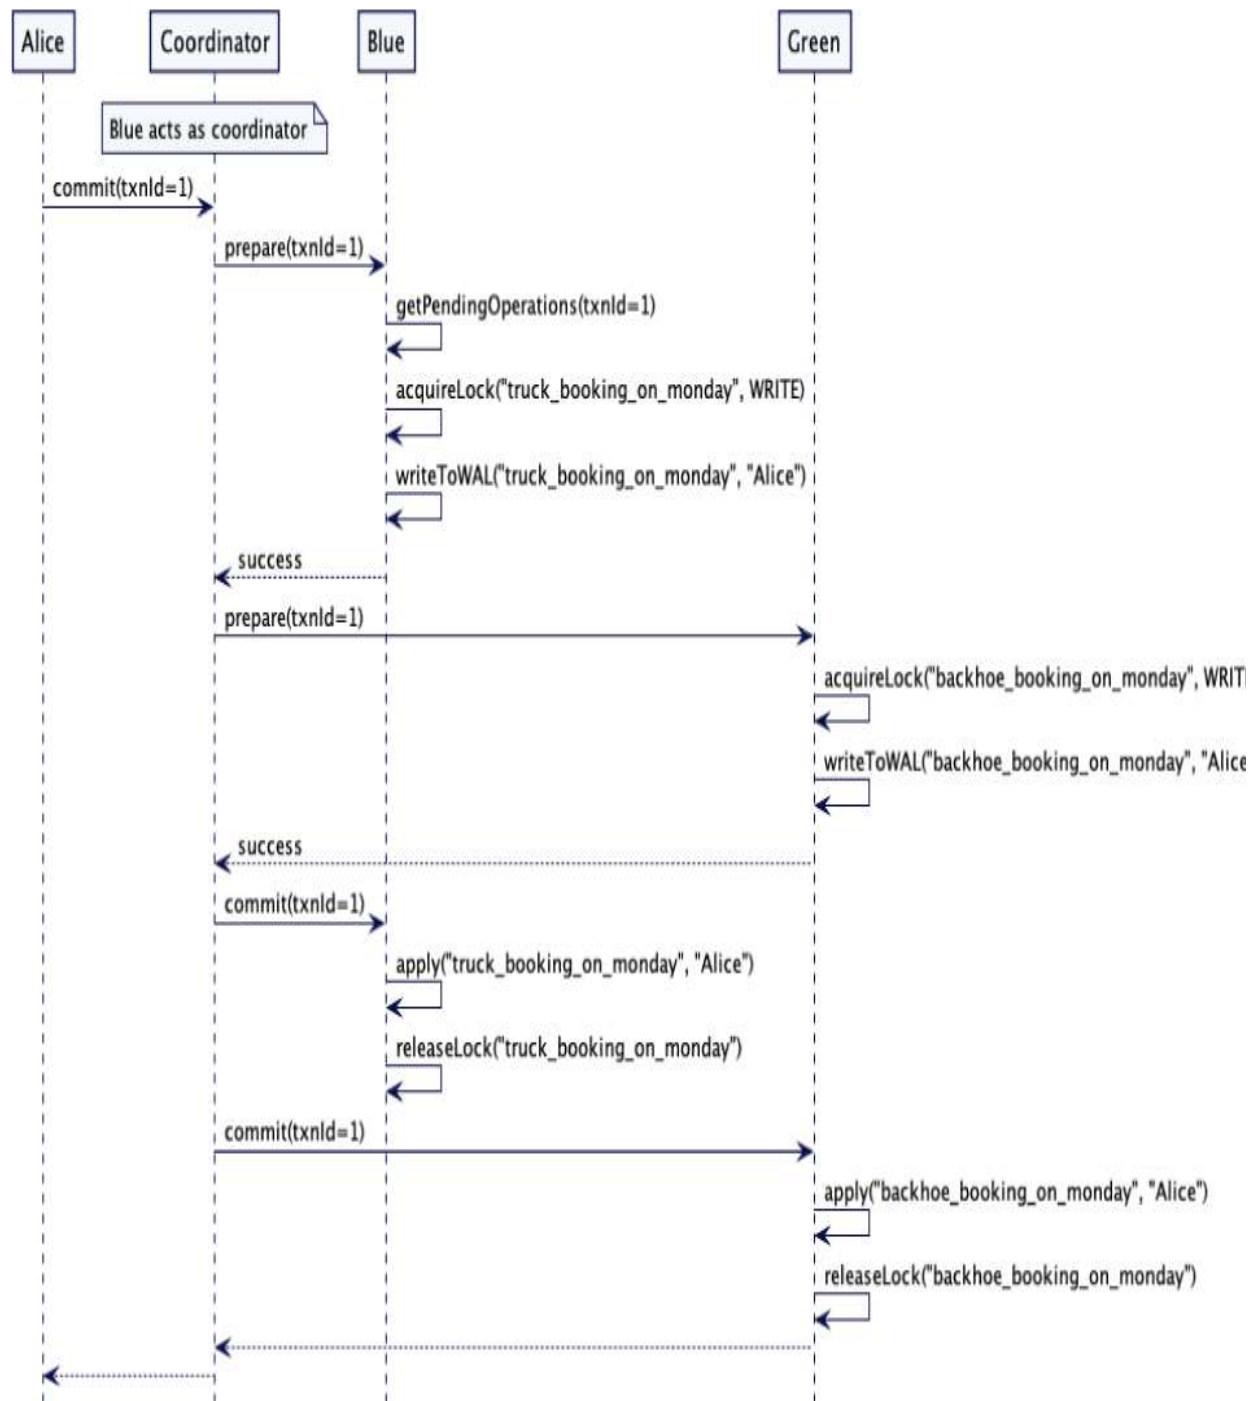 Alice Coordinator Blue Green
Blue acts as coordinator
commit(txnId=1)
prepare(txnId=1)
getPendingOperations(txnId=1)
acquireLock("truck_booking_on_monday", WRITE)
writeToWAL("truck_booking_on_monday", "Alice")
success
prepare(txnId=1)
acquireLock("backhoe_booking_on_monday", WRIT
writeToWAL("backhoe_booking_on_monday", "Alice
success
commit(txnId=1)
apply("truck_booking_on_monday", "Alice")
releaseLock("truck_booking_on_monday")
commit(txnId=1)
apply("backhoe_booking_on_monday", "Alice")
releaseLock("backhoe_booking_on_monday")